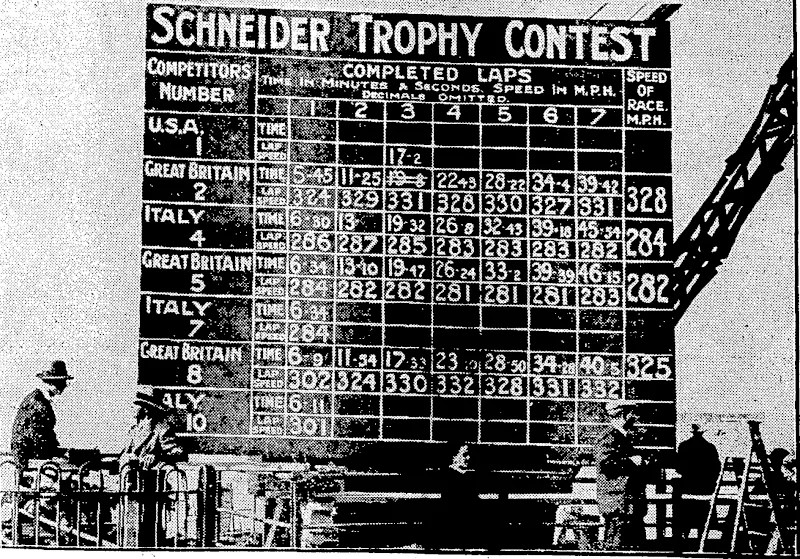 SCHNEIDER TROPHY CONTEST
COMPETITORS NUMBER
COMPLETED LAPS
TIME IN MINUTES & SECONDS. SPEED IN M.P.H.
DECIMALS OMITTED.
SPEED OF RACE. M.P.H.
1 2 3 4 5 6 7
U.S.A. TIME
1 LAP SPEED 17-2
GREAT BRITAIN TIME 5-45 11-25 19-8 22-43 28-22 34-4 39-42
2 LAP SPEED 324 329 331 328 330 327 331 328
ITALY TIME 6-30 13 19-32 26-8 32-43 39-18 45-54
4 LAP SPEED 286 287 285 283 283 283 282 284
GREAT BRITAIN TIME 6-34 13-10 19-47 26-24 33-2 39-39 46-15
5 LAP SPEED 284 282 282 281 281 281 283 282
ITALY TIME 6-34
7 LAP SPEED 284
GREAT BRITAIN TIME 6-9 11-54 17-33 23 28-50 34-28 40-5 325
8 LAP SPEED 302 324 330 332 328 331 332
ALY TIME 6-11
10 LAP SPEED 301